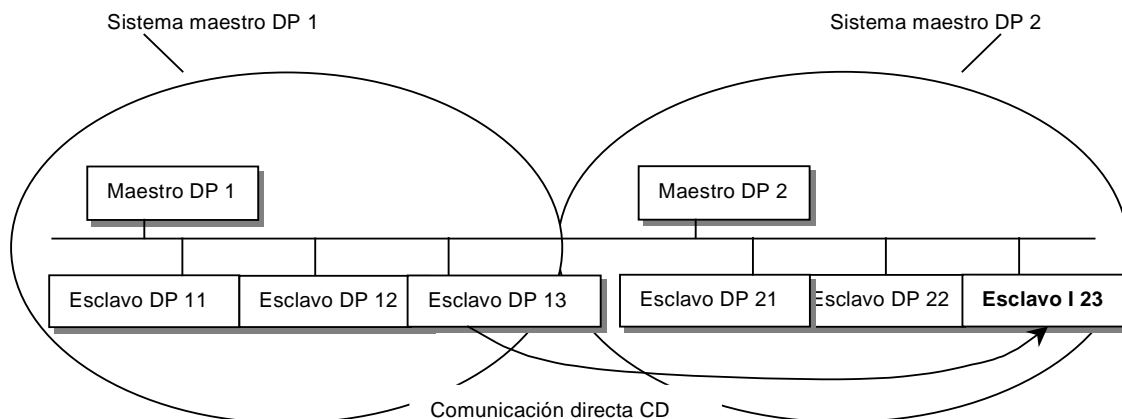 Sistema maestro DP 1
Sistema maestro DP 2
Maestro DP 1
Maestro DP 2
Esclavo DP 11
Esclavo DP 12
Esclavo DP 13
Esclavo DP 21
Esclavo DP 22
Esclavo I 23
Comunicación directa CD